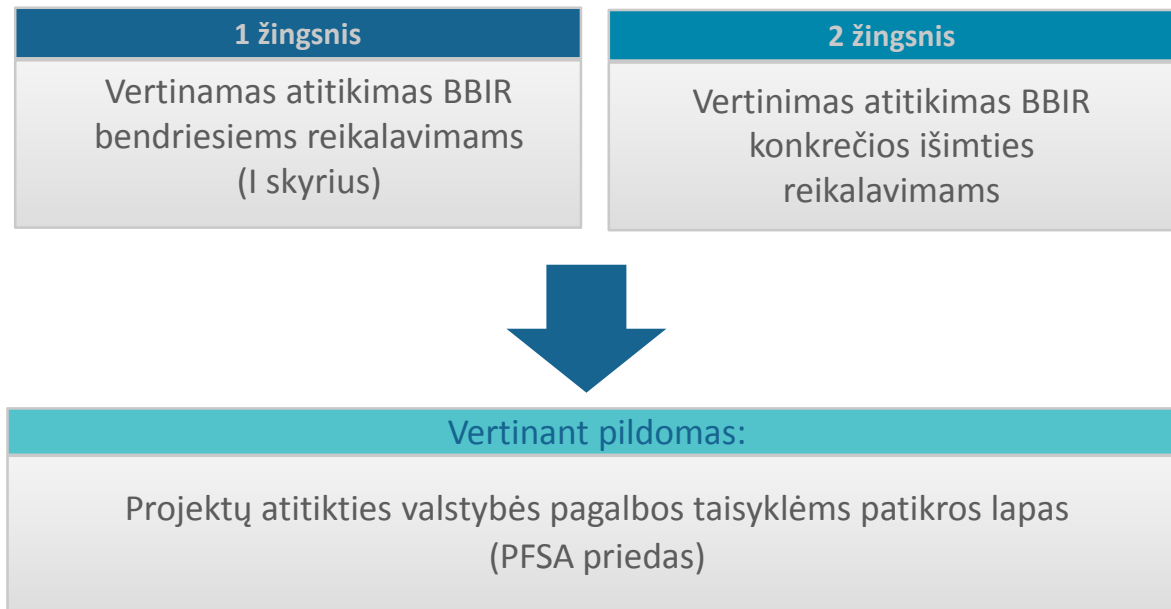 1 žingsnis
Vertinamas atitikimas BBIR
bendriesiems reikalavimams
(I skyrius)
2 žingsnis
Vertinimas atitikimas BBIR
konkrečios išimties
reikalavimams
Vertinant pildomas:
Projektų atitikties valstybės pagalbos taisyklėms patikros lapas
(PFSA priedas)